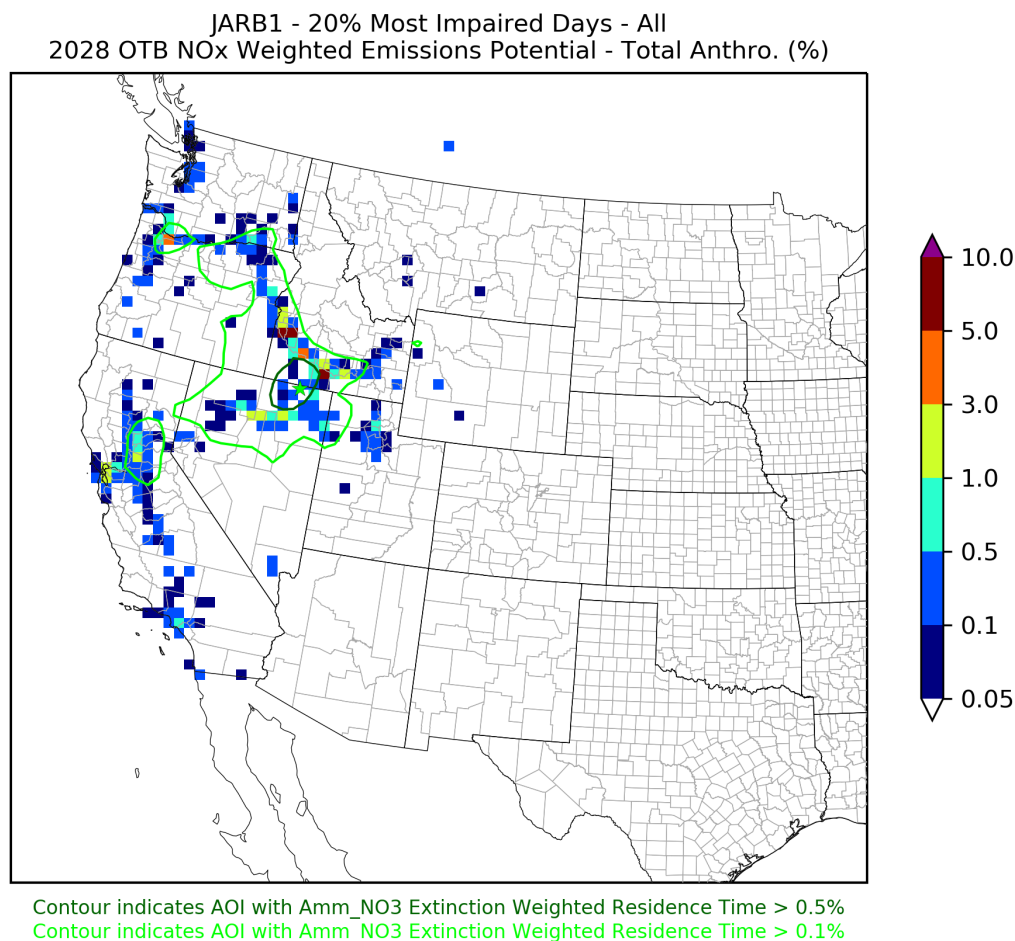 JARB1 - 20% Most Impaired Days - All
2028 OTB NOx Weighted Emissions Potential - Total Anthro. (%)
10.0
5.0
3.0
1.0
0.5
0.1
0.05
Contour indicates AOI with Amm_NO3 Extinction Weighted Residence Time > 0.5%
Contour indicates AOI with Amm_NO3 Extinction Weighted Residence Time > 0.1%